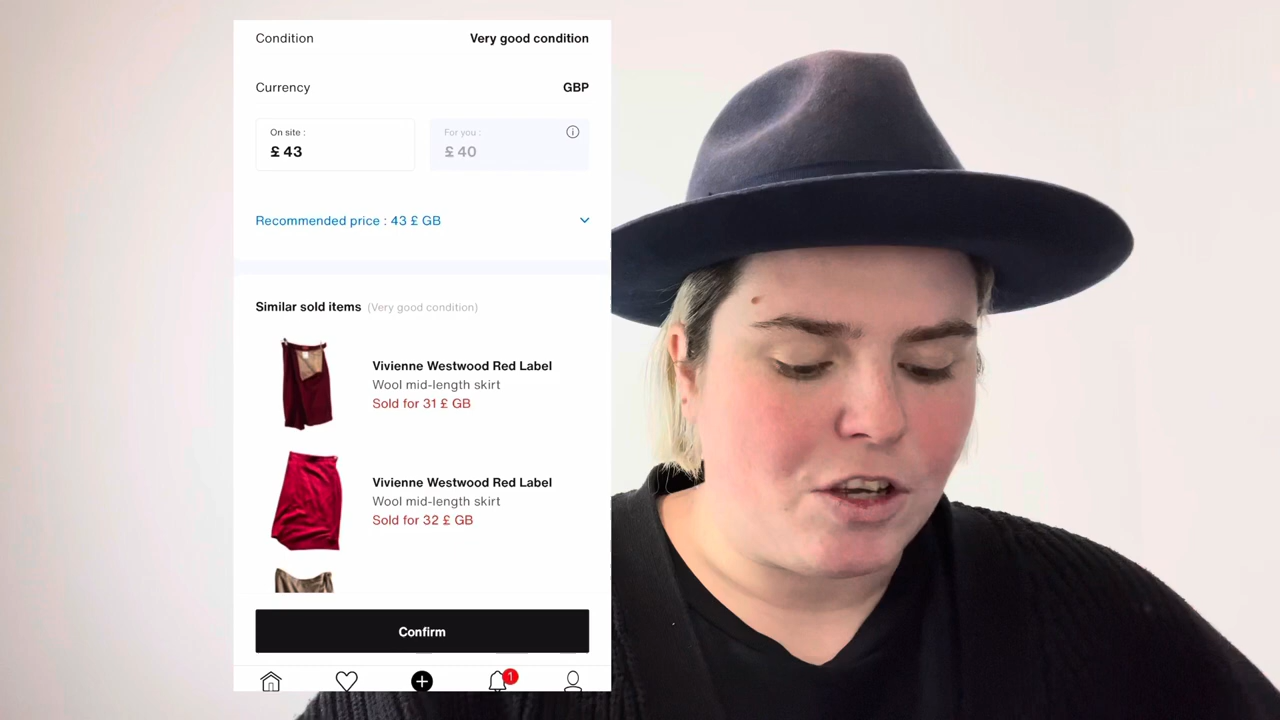 Condition Very good condition
Currency GBP
On site : For you :
£ 43 £ 40
Recommended price : 43 £ GB
Similar sold items (Very good condition)
Vivienne Westwood Red Label
Wool mid-length skirt
Sold for 31 £ GB
Vivienne Westwood Red Label
Wool mid-length skirt
Sold for 32 £ GB
Confirm
1